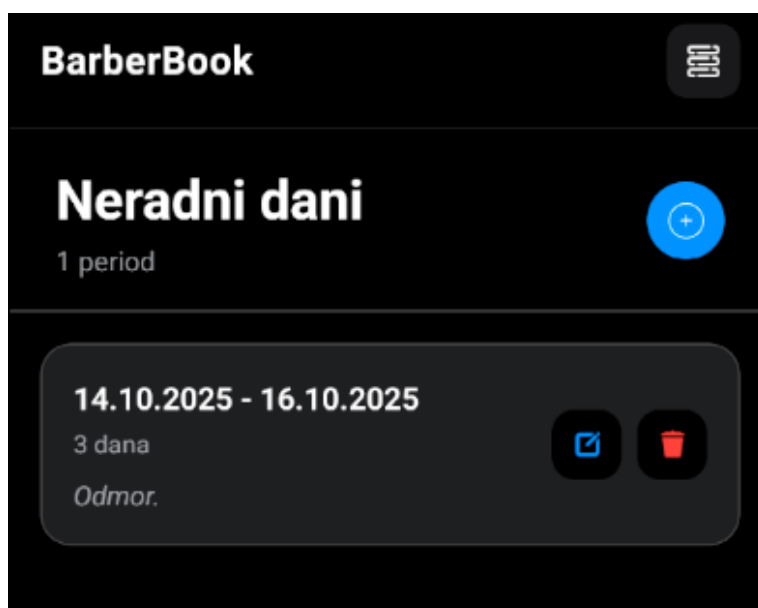 BarberBook
Neradni dani
1 period
14.10.2025 - 16.10.2025
3 dana
Odmor.